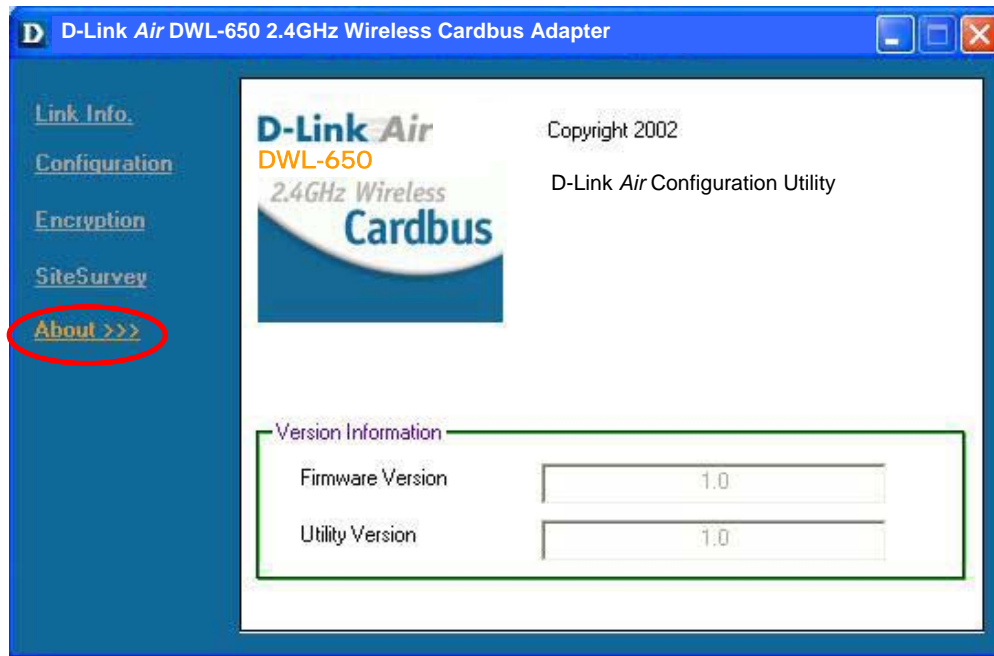 D D-Link Air DWL-650 2.4GHz Wireless Cardbus Adapter
Link Info.
Configuration
Encryption
SiteSurvey
About >>>
D-Link Air
DWL-650
2.4GHz Wireless
Cardbus
Copyright 2002
D-Link Air Configuration Utility
Version Information
Firmware Version 1.0
Utility Version 1.0